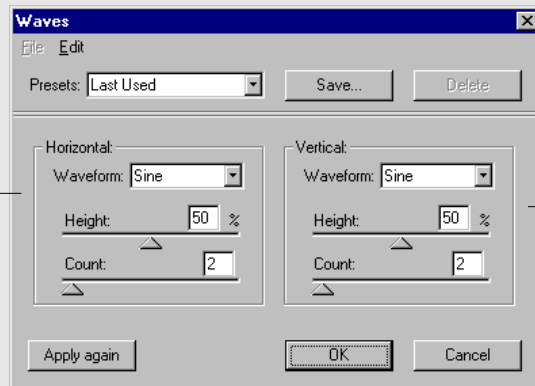 Waves
File Edit
Presets: Last Used Save... Delete
Horizontal: Vertical:
Waveform: Sine Waveform: Sine
Height: 50 % Height: 50 %
Count: 2 Count: 2
Apply again OK Cancel